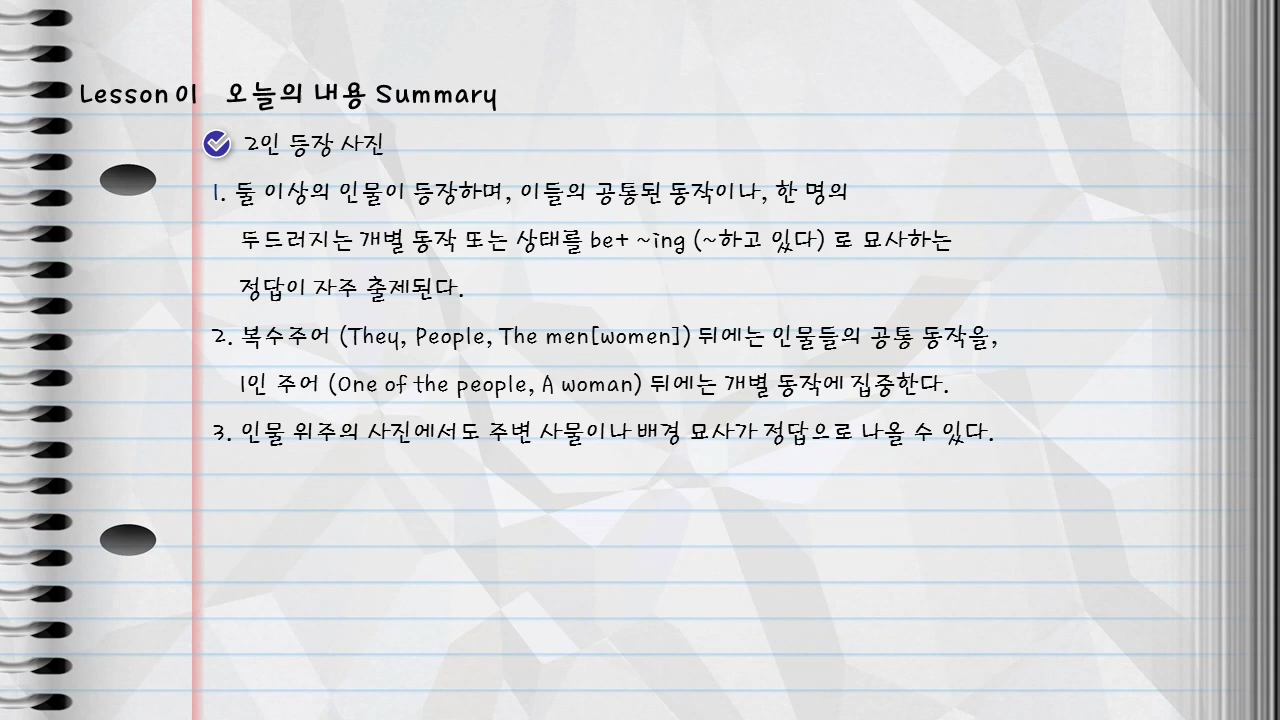 Lesson 01 오늘의 내용 Summary
2인 등장 사진
1. 둘 이상의 인물이 등장하며, 이들의 공통된 동작이나, 한 명의
두드러지는 개별 동작 또는 상태를 be+ ~ing (~하고 있다) 로 묘사하는
정답이 자주 출제된다.
2. 복수주어 (They, People, The men[women]) 뒤에는 인물들의 공통 동작을,
1인 주어 (One of the people, A woman) 뒤에는 개별 동작에 집중한다.
3. 인물 위주의 사진에서도 주변 사물이나 배경 묘사가 정답으로 나올 수 있다.